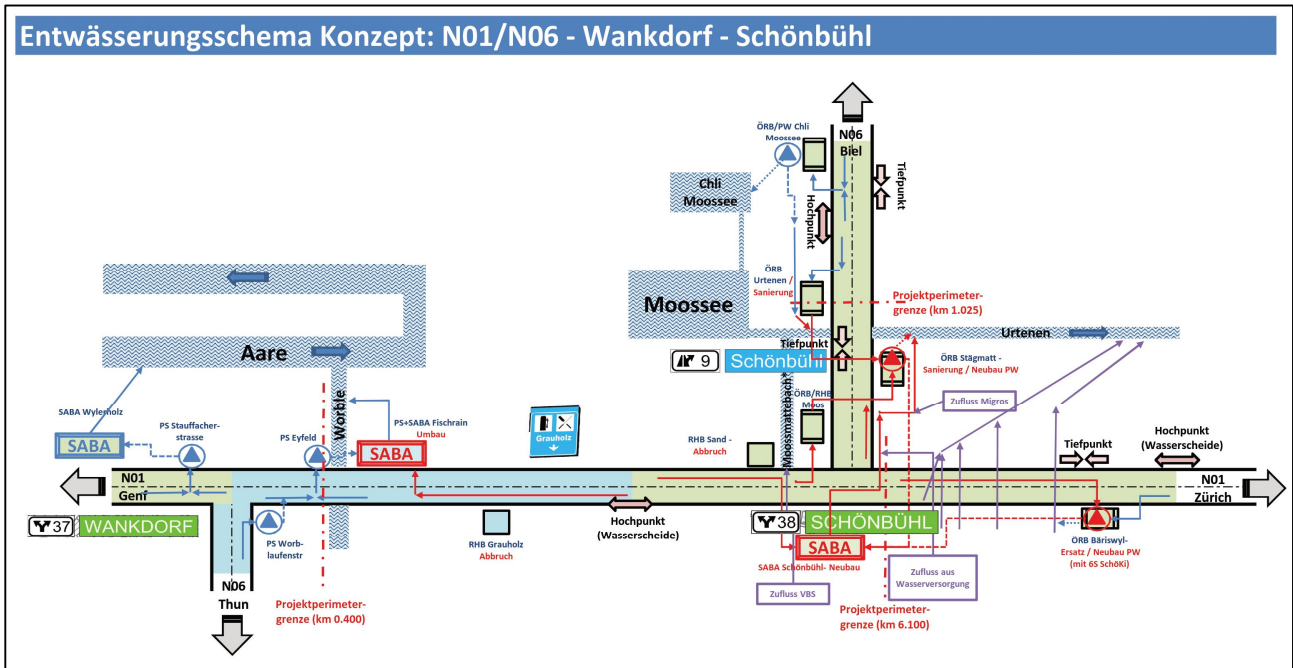 Entwässerungsschema Konzept: N01/N06 - Wankdorf - Schönbühl
ÖRB/PW Chli
Moossee
N06
Biel
Tiefpunkt
Chli
Moossee
Hochpunkt
ÖRB
Urtenen /
Sanierung
Moossee
Projektperimeter-
grenze (km 1.025)
Urtenen
Tiefpunkt
9
Schönbühl
ÖRB Stägmatt -
Sanierung / Neubau PW
Aare
Worble
Moossmattebach
ÖRB/RHB
Moos
Zufluss Migros
SABA Wylerholz
SABA
PS Stauffacher-
strasse
PS Eyfeld
PS+SABA Fischrain
Umbau
SABA
Grauholz
RHB Sand -
Abbruch
Tiefpunkt
Hochpunkt
(Wasserscheide)
N01
Genf
N01
Zürich
37
WANKDORF
PS Worb-
laufenstr
RHB Grauholz
Abbruch
Hochpunkt
(Wasserscheide)
38
SCHÖNBÜHL
SABA
SABA Schönbühl- Neubau
ÖRB Bäriswyl-
Ersatz / Neubau PW
(mit 6S SchöKi)
Zufluss aus
Wasserversorgung
Zufluss VBS
N06
Thun
Projektperimeter-
grenze (km 0.400)
Projektperimeter-
grenze (km 6.100)